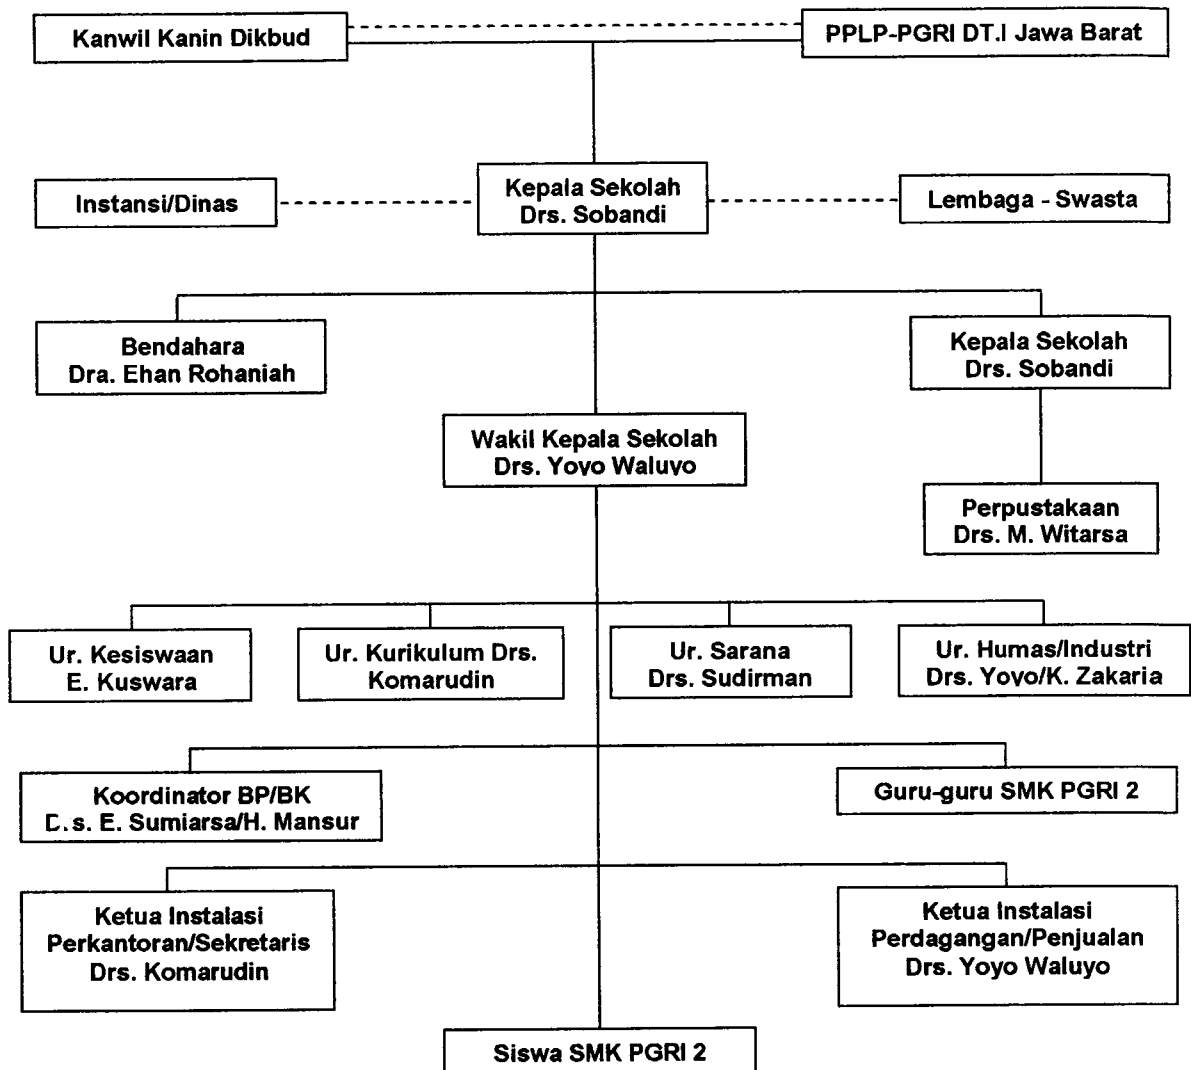 Kanwil Kanin Dikbud
PPLP-PGRI DT.I Jawa Barat
Instansi/Dinas
Kepala Sekolah
Drs. Sobandi
Lembaga - Swasta
Bendahara
Dra. Ehan Rohaniah
Kepala Sekolah
Drs. Sobandi
Wakil Kepala Sekolah
Drs. Yoyo Waluyo
Perpustakaan
Drs. M. Witarsa
Ur. Kesiswaan
E. Kuswara
Ur. Kurikulum Drs.
Komarudin
Ur. Sarana
Drs. Sudirman
Ur. Humas/Industri
Drs. Yoyo/K. Zakaria
Koordinator BP/BK
E. Sumiarsa/H. Mansur
Guru-guru SMK PGRI 2
Ketua Instalasi
Perkantoran/Sekretaris
Drs. Komarudin
Ketua Instalasi
Perdagangan/Penjualan
Drs. Yoyo Waluyo
Siswa SMK PGRI 2